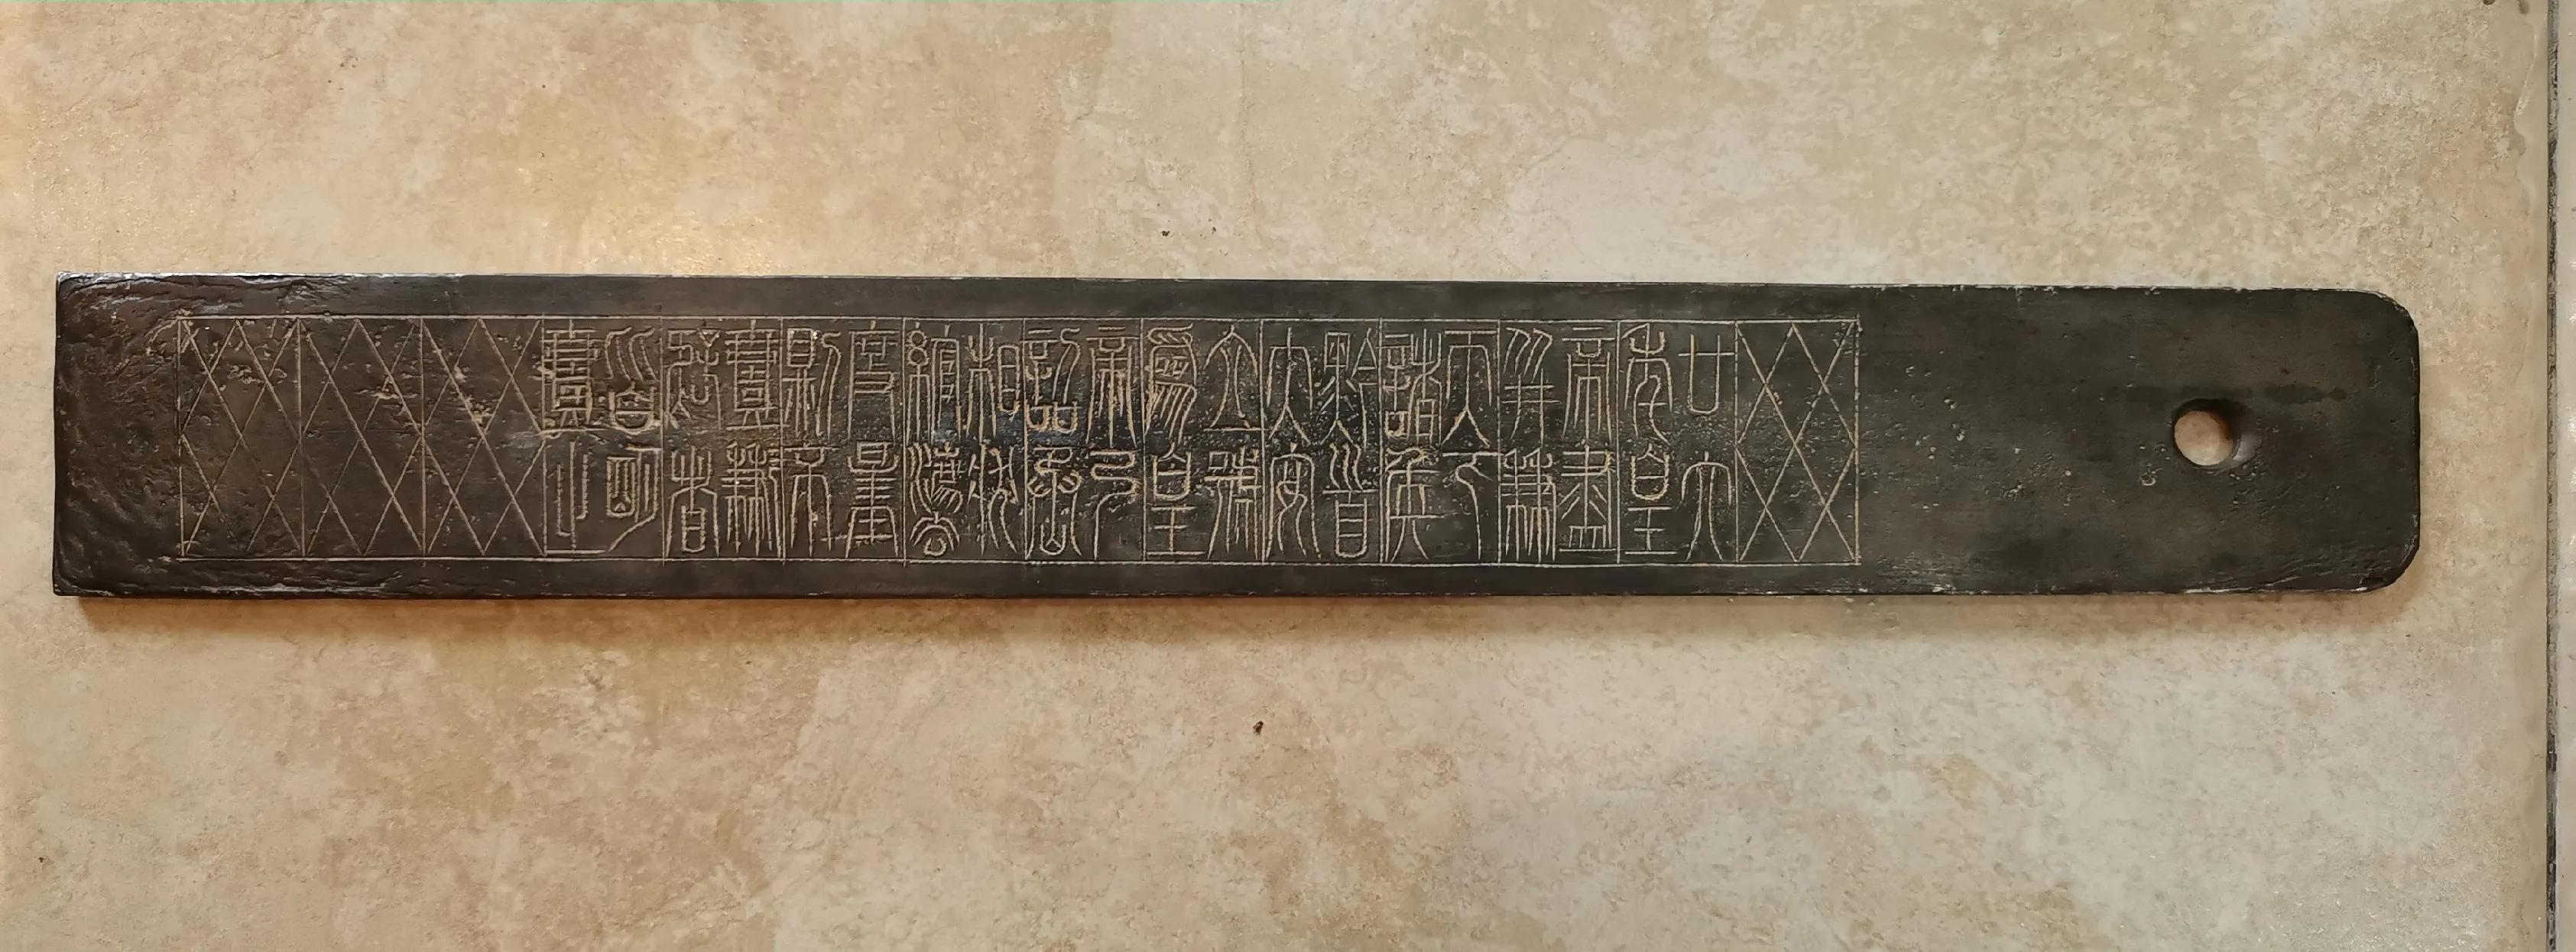 廿六
年皇
帝盡
并兼
天下
諸矦
黔首
大安
立號
為皇
帝乃
詔丞
相狀
綰灋
度量
則不
壹歉
疑者
皆明
壹之